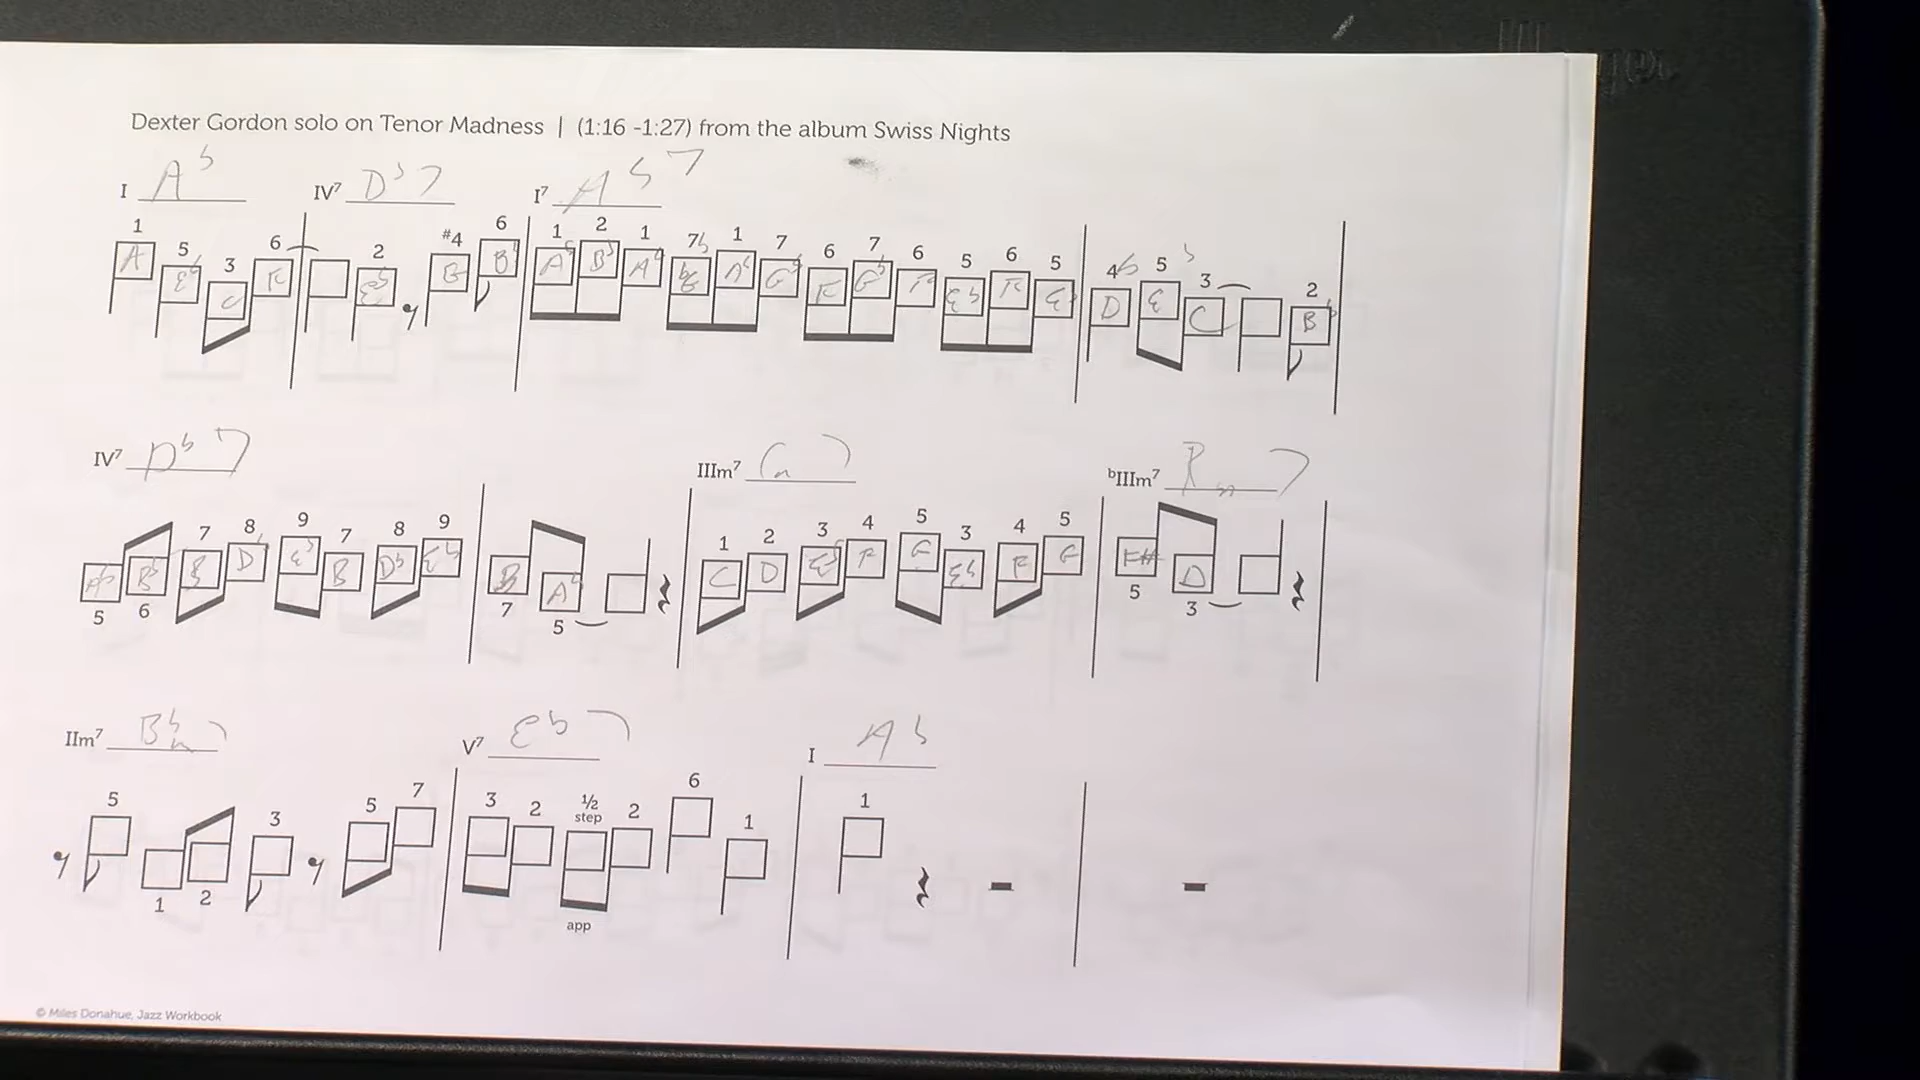 Dexter Gordon solo on Tenor Madness | (1:16 -1:27) from the album Swiss Nights
I A♭ IV7 D♭7 I7 A♭7
1 5 3 6 2 #4 6 1 2 1 7♭ 1 7 6 7 6 5 6 5 4♭ 5 3 2
A E♭ C F E♭ G B♭ A♭ B♭ A♭ A♭ G♭ F G♭ F E♭ F E♭ D E C B♭
IV7 D♭7 IIIm7 Cm7 bIIIm7
7 8 9 7 8 9 1 2 3 4 5 3 4 5
A♭ B♭ B D♭ E♭ B D♭ E♭ B A♭ C D E♭ F G E♭ F G F# D
5 6 7 5 5 3
IIm7 B♭m7 V7 E♭7 I A♭
5 3 5 7 3 2 1/2 step 2 6 1 1
1 2 app
© Miles Donahue, Jazz Workbook